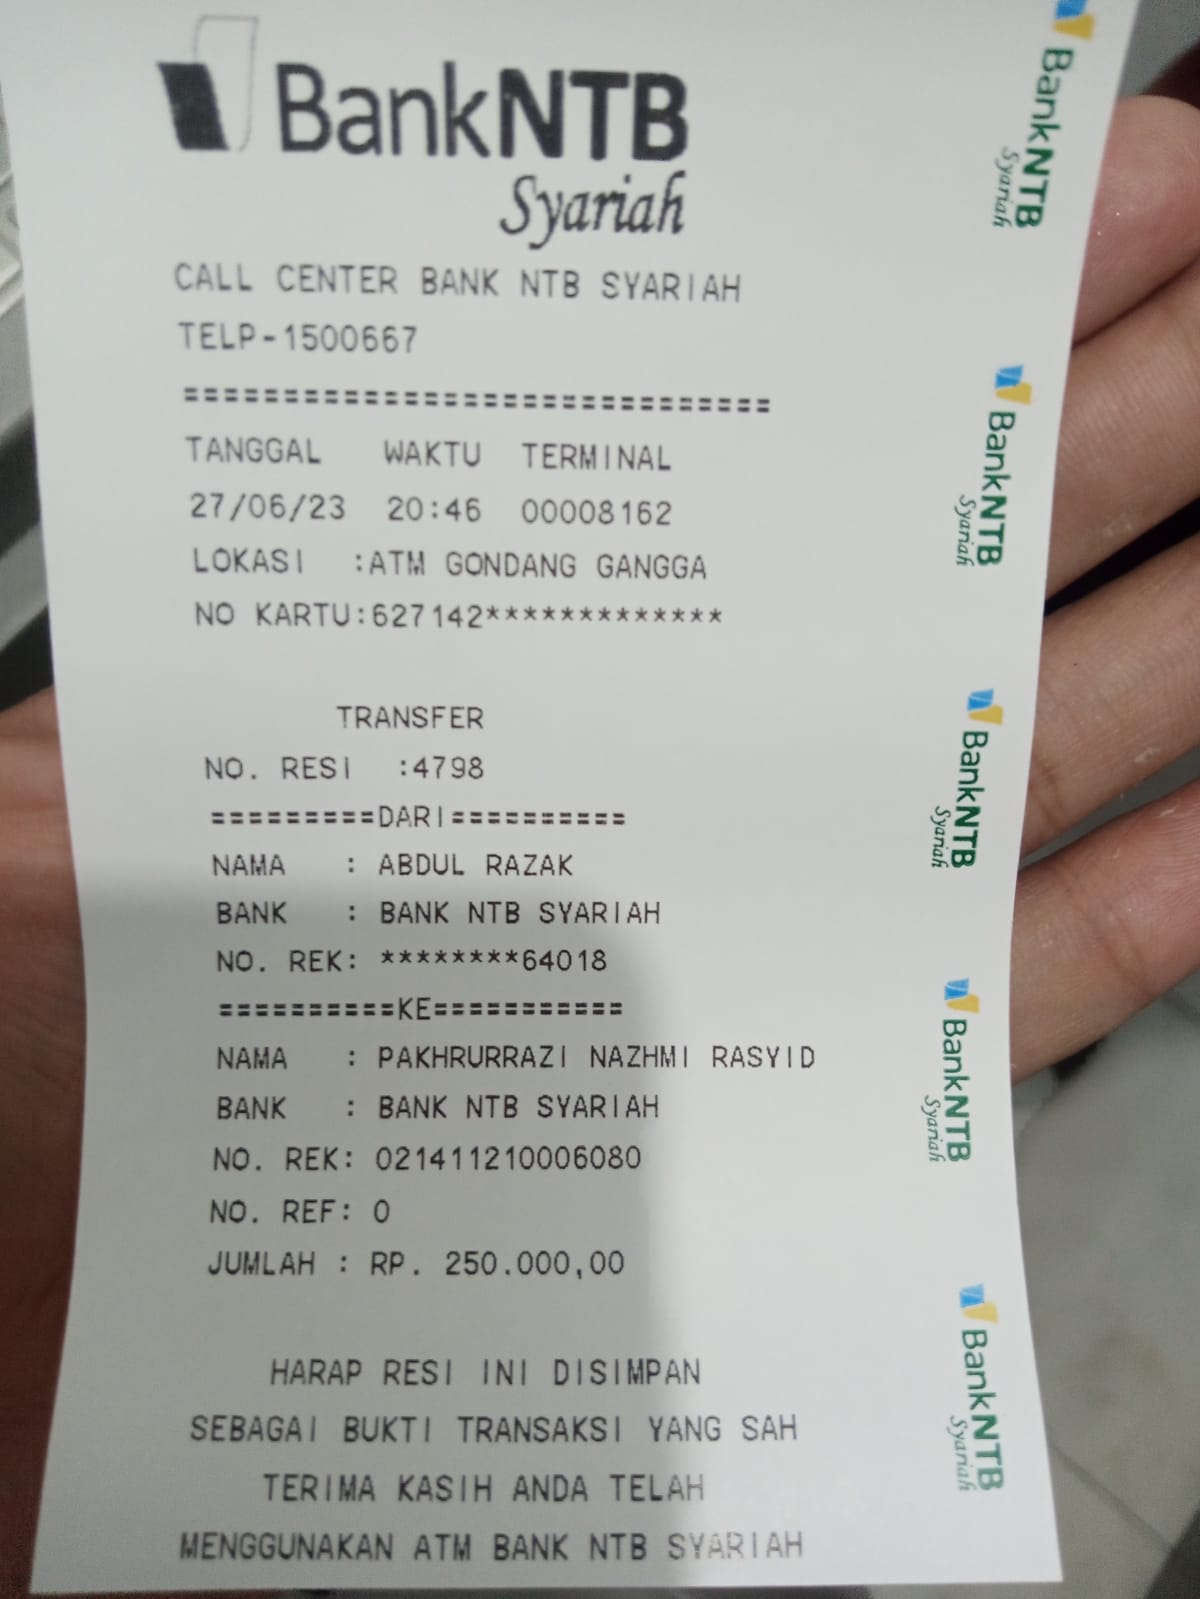 BankNTB
Syariah
CALL CENTER BANK NTB SYARIAH
TELP-1500667
==============================
TANGGAL WAKTU TERMINAL
27/06/23 20:46 00008162
LOKASI :ATM GONDANG GANGGA
NO KARTU:627142*************
TRANSFER
NO. RESI :4798
=========DARI==========
NAMA : ABDUL RAZAK
BANK : BANK NTB SYARIAH
NO. REK: ********64018
==========KE===========
NAMA : PAKHRURRAZI NAZHMI RASYID
BANK : BANK NTB SYARIAH
NO. REK: 021411210006080
NO. REF: 0
JUMLAH : RP. 250.000,00
HARAP RESI INI DISIMPAN
SEBAGAI BUKTI TRANSAKSI YANG SAH
TERIMA KASIH ANDA TELAH
MENGGUNAKAN ATM BANK NTB SYARIAH
BankNTB
Syariah
BankNTB
Syariah
BankNTB
Syariah
BankNTB
Syariah
BankNTB
Syariah